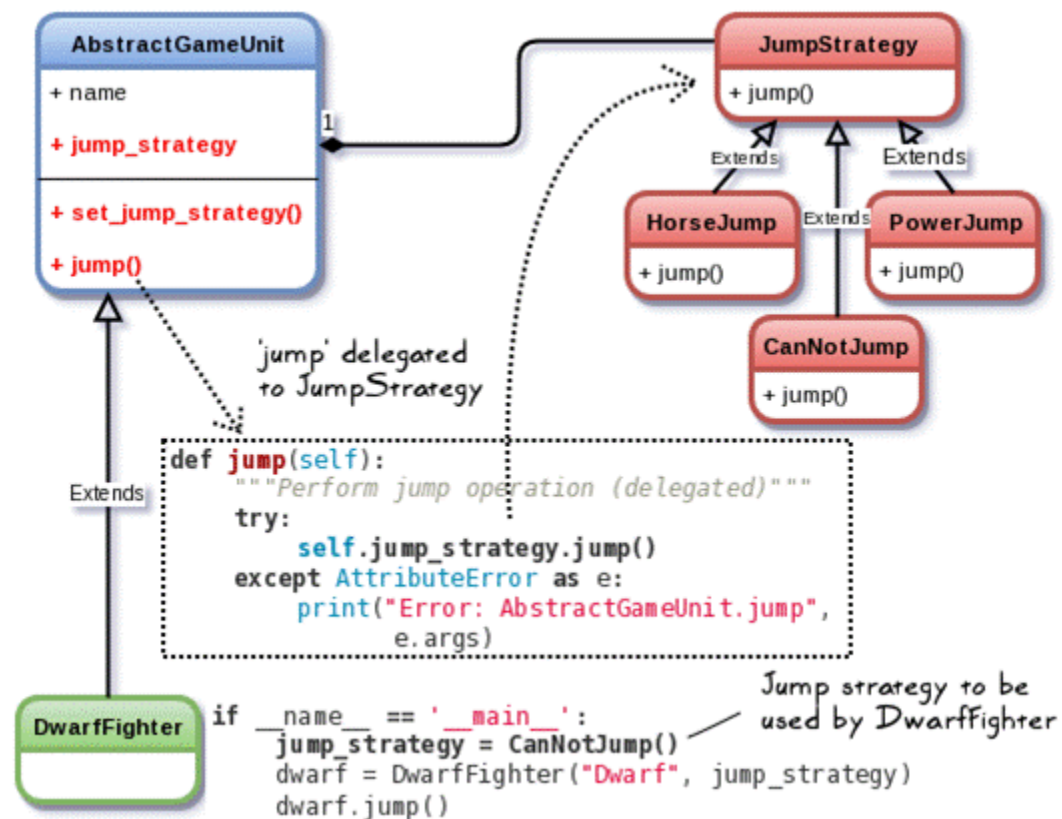 AbstractGameUnit
+ name
+ jump_strategy
+ set_jump_strategy()
+ jump()
1
JumpStrategy
+ jump()
Extends
Extends
Extends
HorseJump
+ jump()
PowerJump
+ jump()
CanNotJump
+ jump()
'jump' delegated
to JumpStrategy
def jump(self):
"""Perform jump operation (delegated)"""
try:
self.jump_strategy.jump()
except AttributeError as e:
print("Error: AbstractGameUnit.jump",
e.args)
Extends
DwarfFighter
if __name__ == '__main__':
jump_strategy = CanNotJump()
dwarf = DwarfFighter("Dwarf", jump_strategy)
dwarf.jump()
Jump strategy to be
used by DwarfFighter